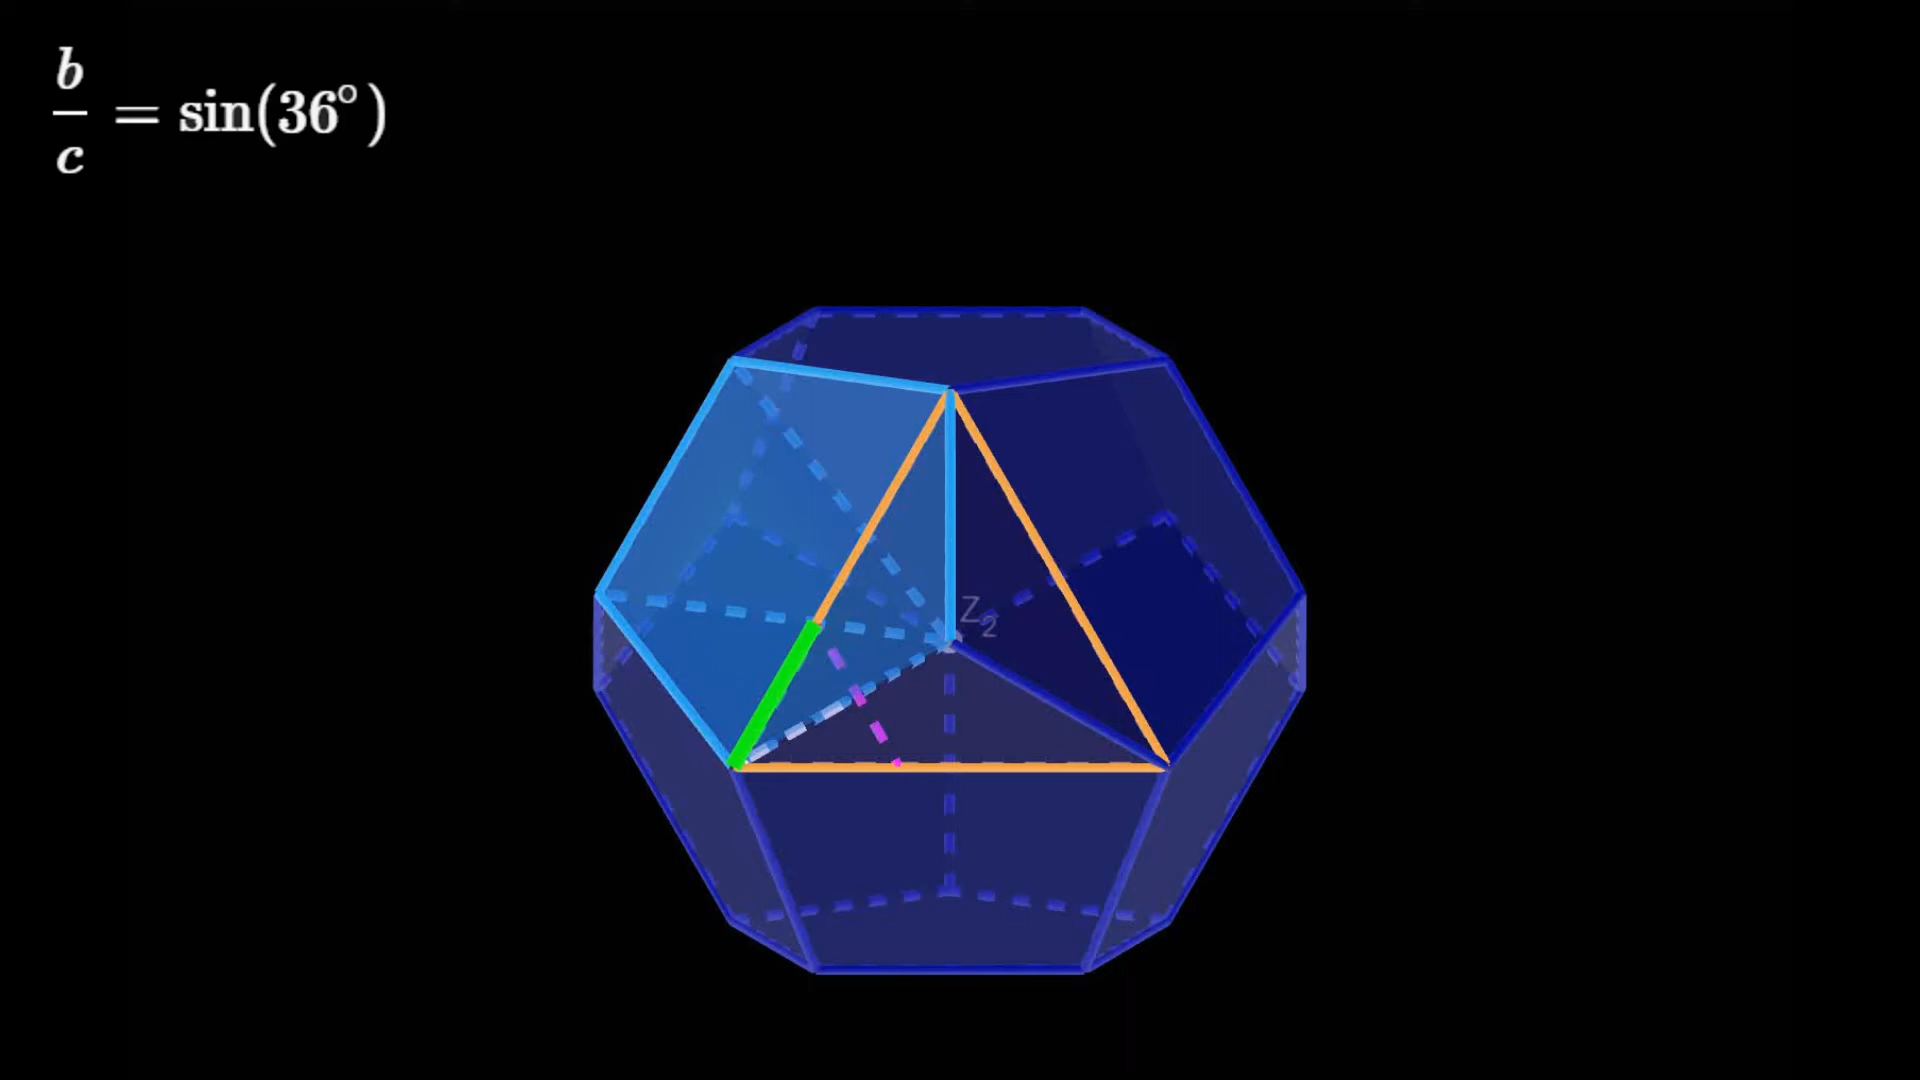 b/c = sin(36°)
Z₂